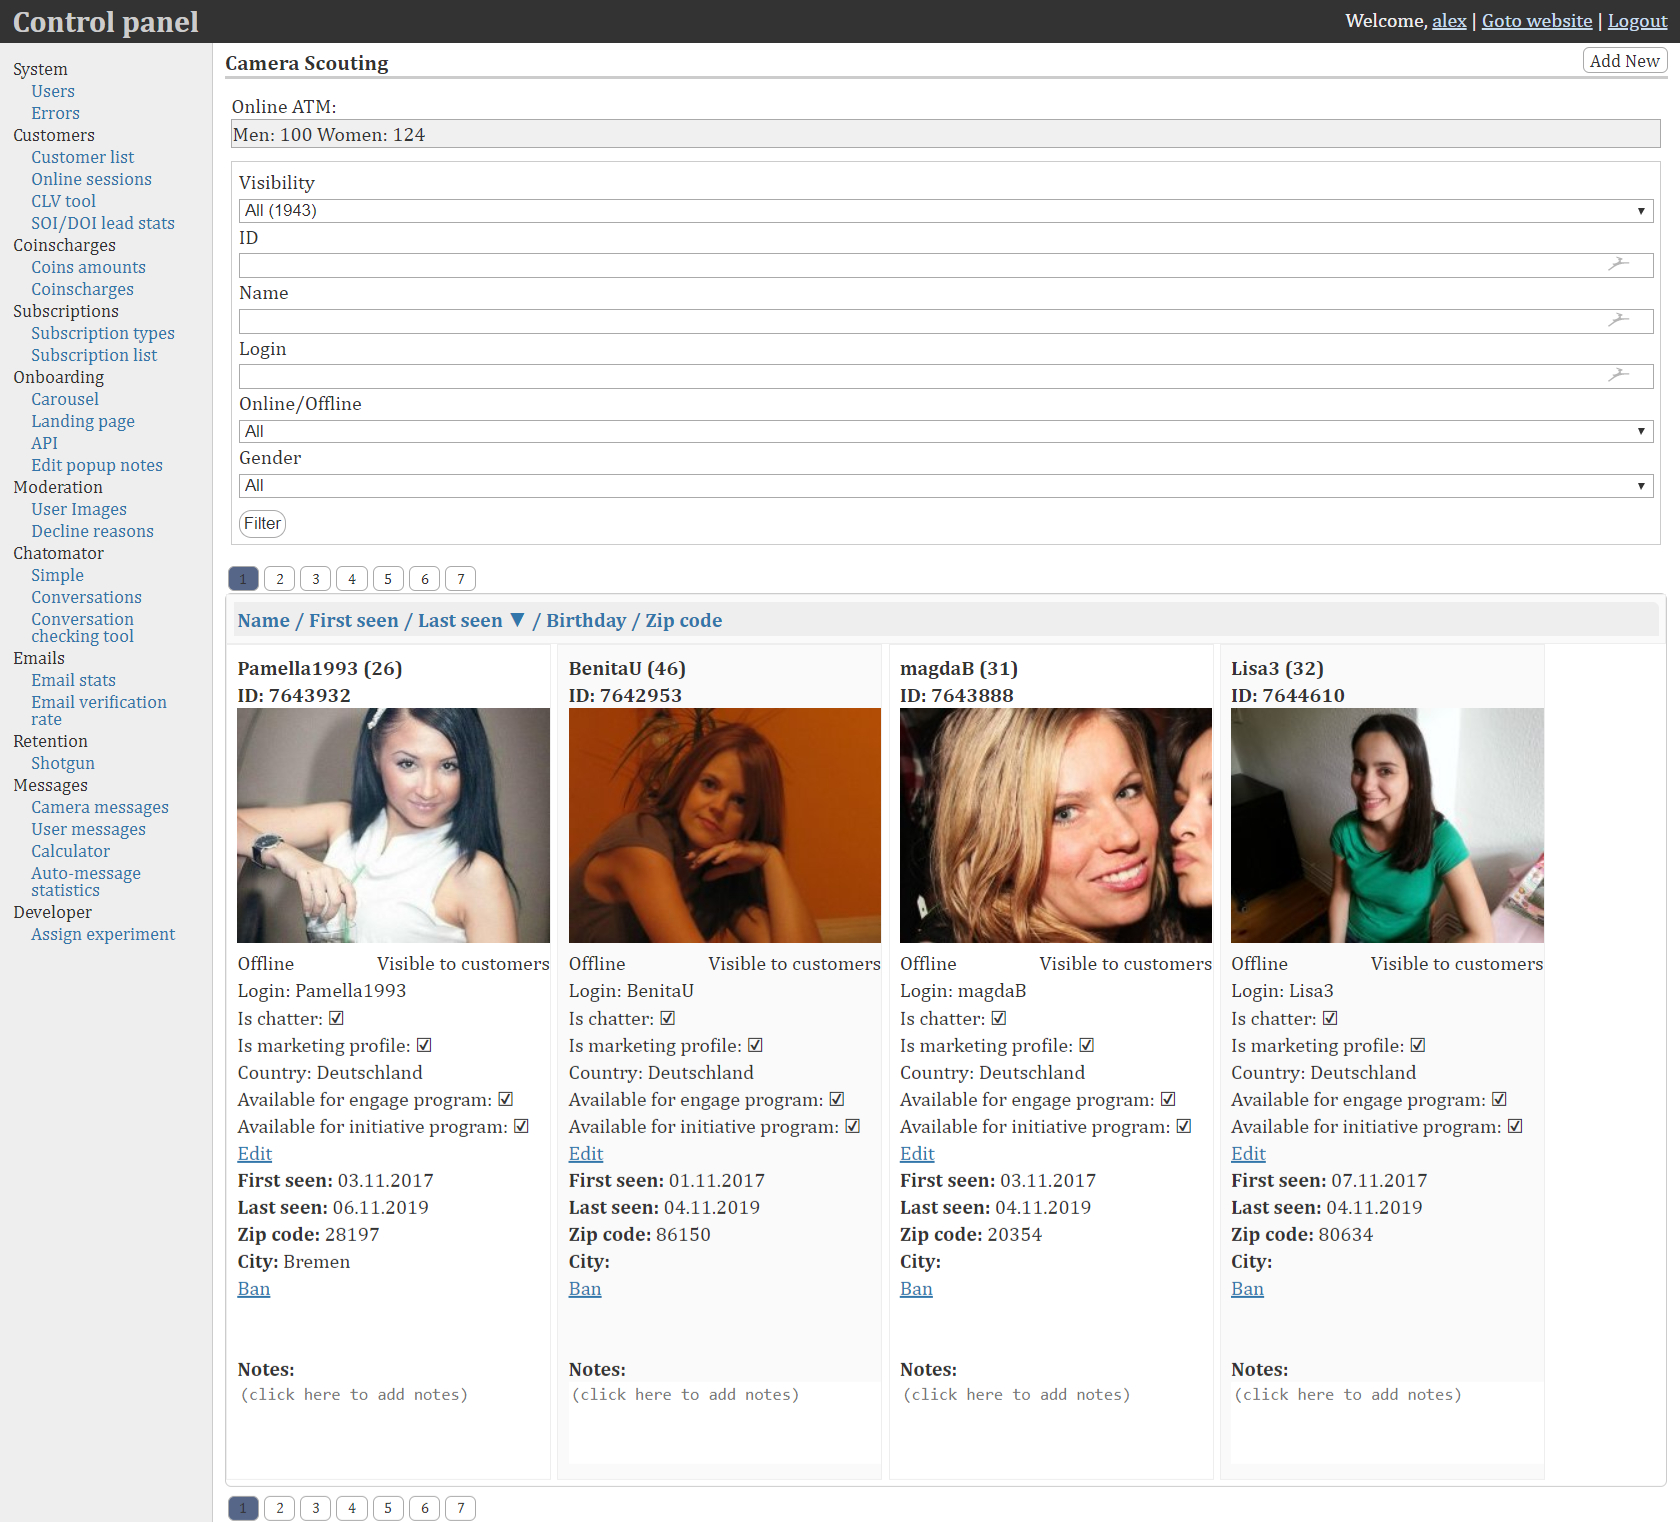 Control panel
Welcome, alex | Goto website | Logout
System
Users
Errors
Customers
Customer list
Online sessions
CLV tool
SOI/DOI lead stats
Coinscharges
Coins amounts
Coinscharges
Subscriptions
Subscription types
Subscription list
Onboarding
Carousel
Landing page
API
Edit popup notes
Moderation
User Images
Decline reasons
Chatomator
Simple
Conversations
Conversation
checking tool
Emails
Email stats
Email verification
rate
Retention
Shotgun
Messages
Camera messages
User messages
Calculator
Auto-message
statistics
Developer
Assign experiment
Camera Scouting
Add New
Online ATM:
Men: 100 Women: 124
Visibility
All (1943)
ID
Name
Login
Online/Offline
All
Gender
All
Filter
1 2 3 4 5 6 7
Name / First seen / Last seen ▼ / Birthday / Zip code
Pamella1993 (26)
ID: 7643932
Offline Visible to customers
Login: Pamella1993
Is chatter: ☑
Is marketing profile: ☑
Country: Deutschland
Available for engage program: ☑
Available for initiative program: ☑
Edit
First seen: 03.11.2017
Last seen: 06.11.2019
Zip code: 28197
City: Bremen
Ban
Notes:
(click here to add notes)
BenitaU (46)
ID: 7642953
Offline Visible to customers
Login: BenitaU
Is chatter: ☑
Is marketing profile: ☑
Country: Deutschland
Available for engage program: ☑
Available for initiative program: ☑
Edit
First seen: 01.11.2017
Last seen: 04.11.2019
Zip code: 86150
City:
Ban
Notes:
(click here to add notes)
magdaB (31)
ID: 7643888
Offline Visible to customers
Login: magdaB
Is chatter: ☑
Is marketing profile: ☑
Country: Deutschland
Available for engage program: ☑
Available for initiative program: ☑
Edit
First seen: 03.11.2017
Last seen: 04.11.2019
Zip code: 20354
City:
Ban
Notes:
(click here to add notes)
Lisa3 (32)
ID: 7644610
Offline Visible to customers
Login: Lisa3
Is chatter: ☑
Is marketing profile: ☑
Country: Deutschland
Available for engage program: ☑
Available for initiative program: ☑
Edit
First seen: 07.11.2017
Last seen: 04.11.2019
Zip code: 80634
City:
Ban
Notes:
(click here to add notes)
1 2 3 4 5 6 7